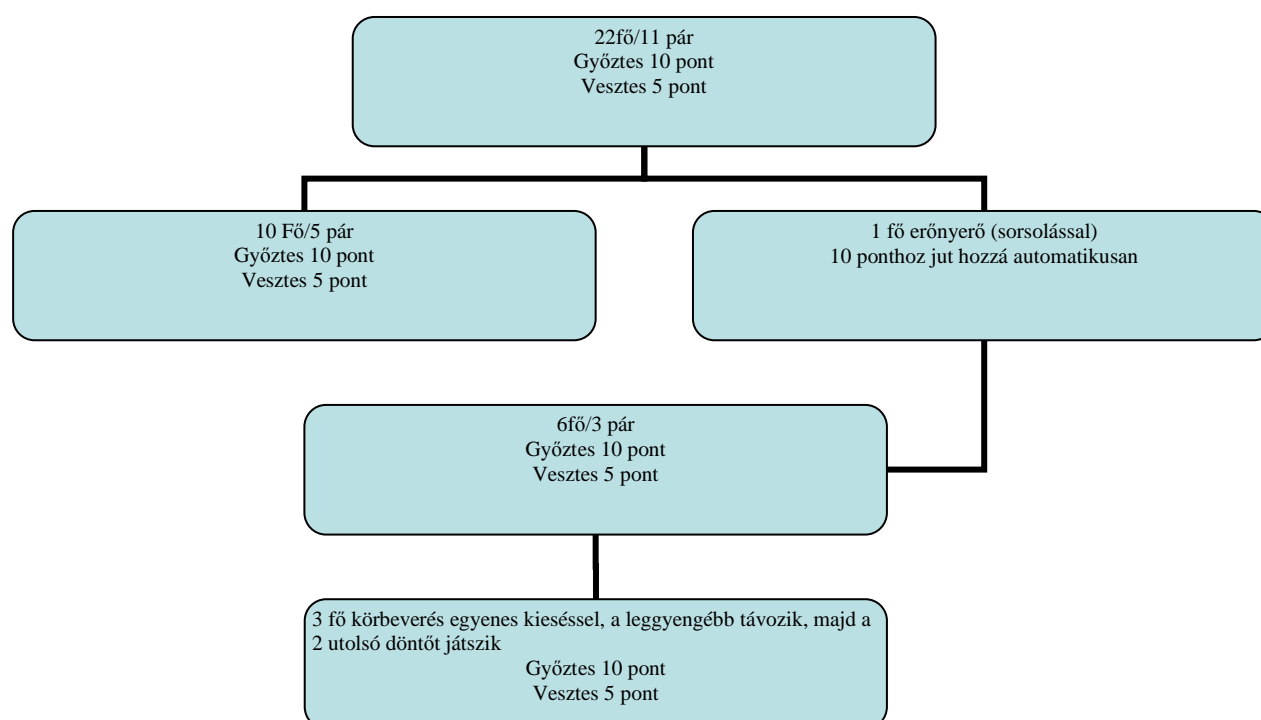 22fő/11 pár
Győztes 10 pont
Vesztes 5 pont
10 Fő/5 pár
Győztes 10 pont
Vesztes 5 pont
1 fő erőnyerő (sorsolással)
10 ponthoz jut hozzá automatikusan
6fő/3 pár
Győztes 10 pont
Vesztes 5 pont
3 fő körbeverés egyenes kieséssel, a leggyengébb távozik, majd a
2 utolsó döntőt játszik
Győztes 10 pont
Vesztes 5 pont